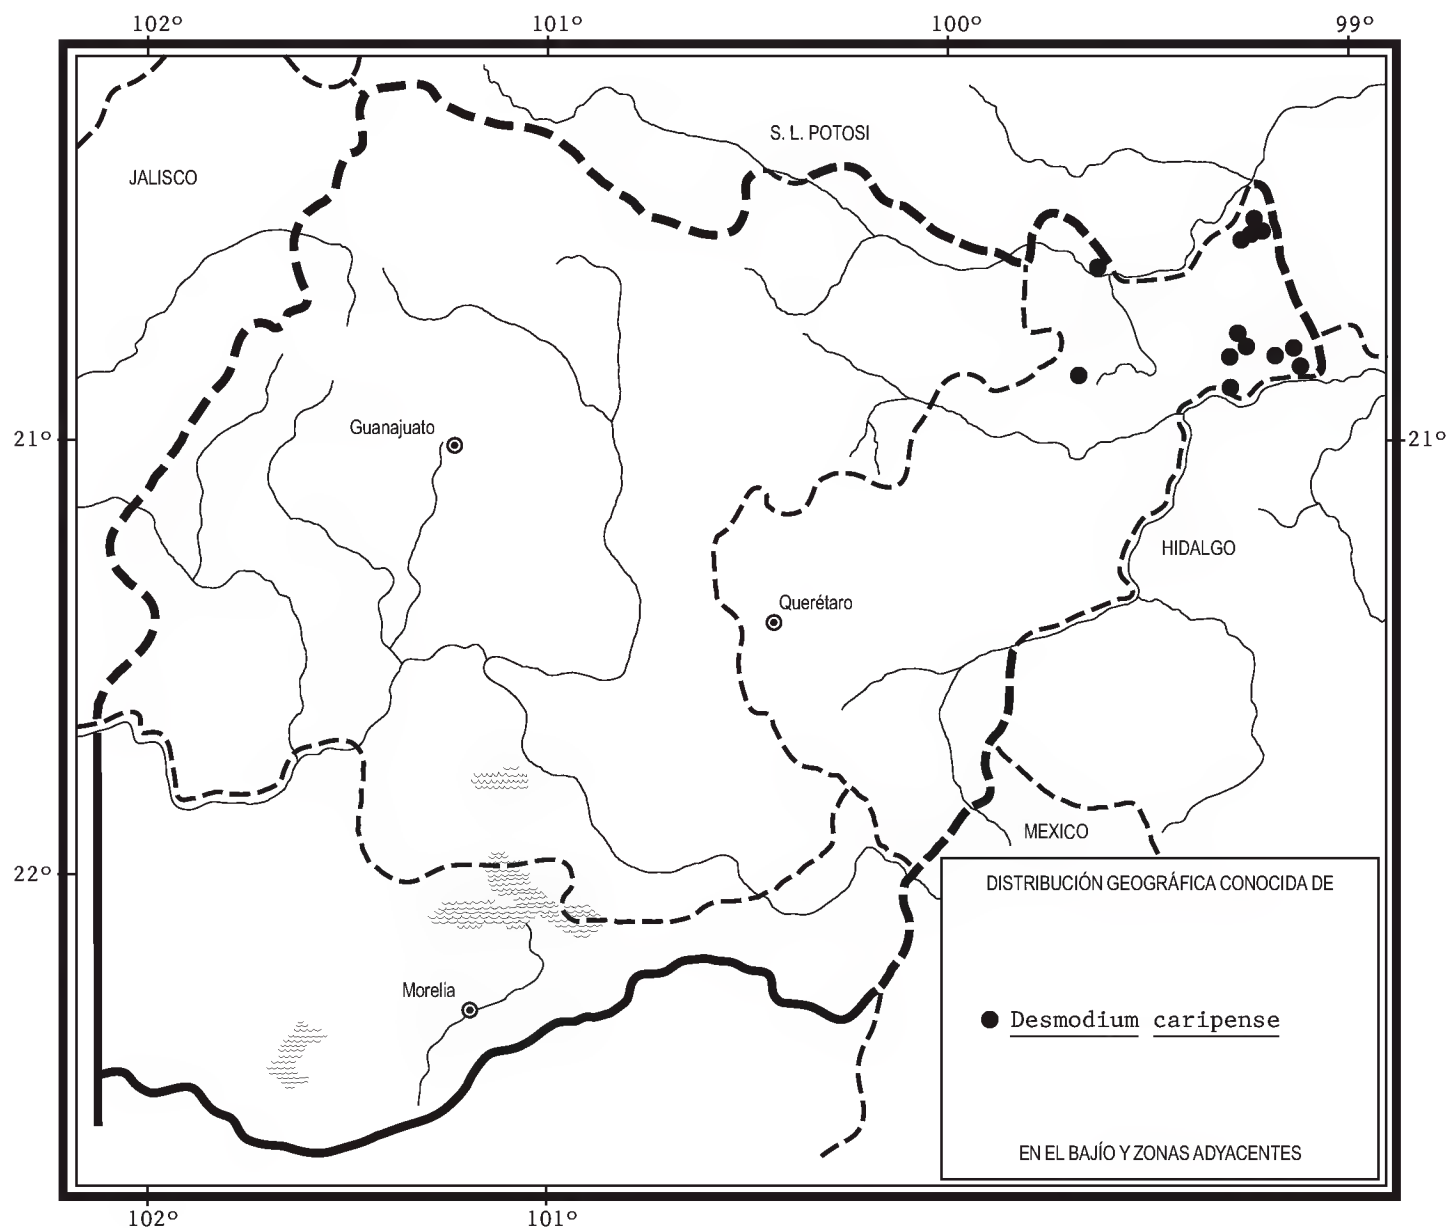 102° 101° 100° 99°
S. L. POTOSI
JALISCO
Guanajuato
21° 21°
HIDALGO
Querétaro
MEXICO
22°
DISTRIBUCIÓN GEOGRÁFICA CONOCIDA DE
Morelia
Desmodium caripense
EN EL BAJÍO Y ZONAS ADYACENTES
102° 101°